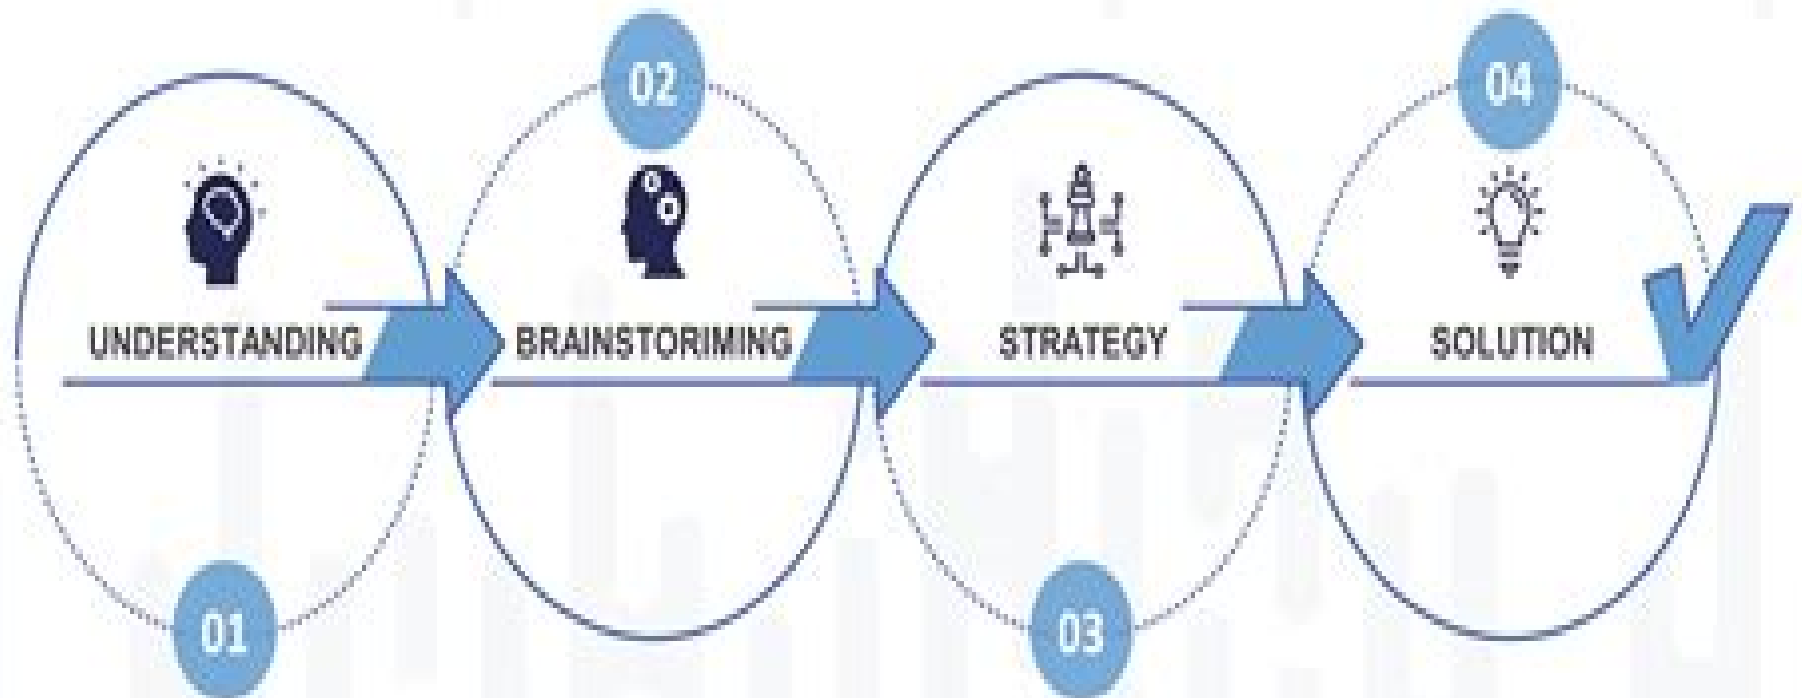 02
04
UNDERSTANDING
BRAINSTORIMING
STRATEGY
SOLUTION
01
03